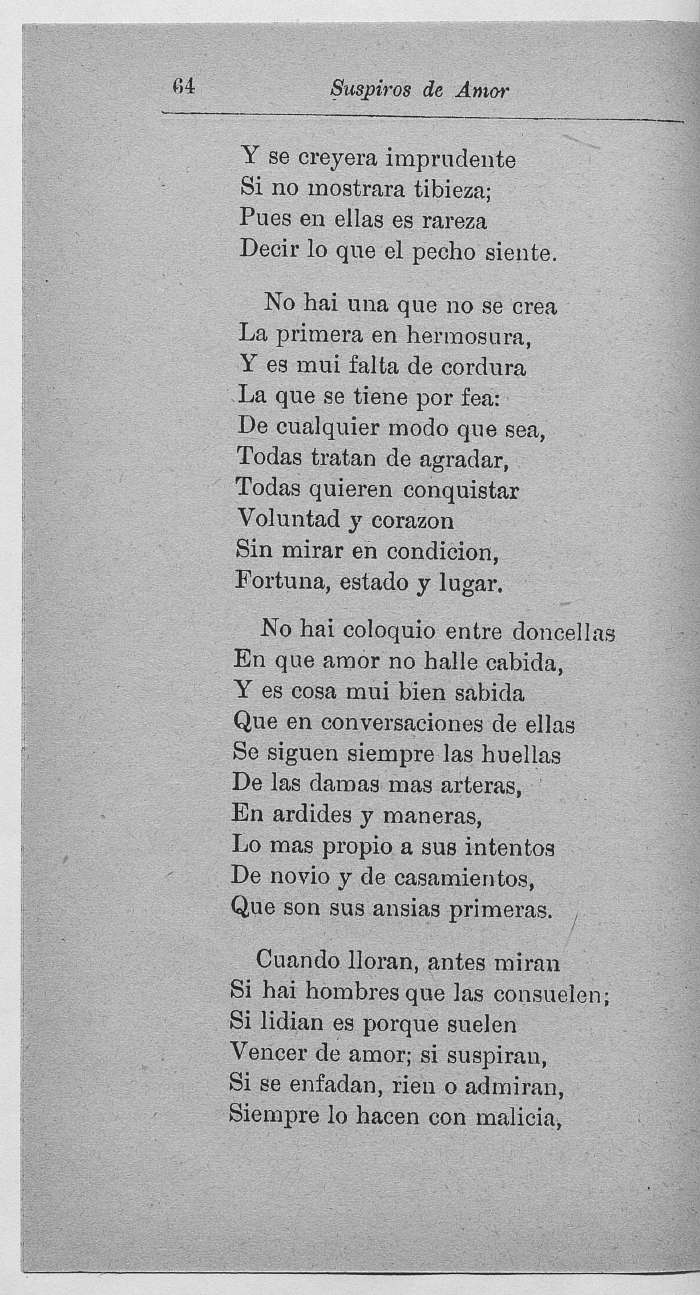 64 Suspiros de Amor
Y se creyera imprudente
Si no mostrara tibieza;
Pues en ellas es rareza
Decir lo que el pecho siente.
No hai una que no se crea
La primera en hermosura,
Y es mui falta de cordura
La que se tiene por fea:
De cualquier modo que sea,
Todas tratan de agradar,
Todas quieren conquistar
Voluntad y corazon
Sin mirar en condicion,
Fortuna, estado y lugar.
No hai coloquio entre doncellas
En que amor no halle cabida,
Y es cosa mui bien sabida
Que en conversaciones de ellas
Se siguen siempre las huellas
De las damas mas arteras,
En ardides y maneras,
Lo mas propio a sus intentos
De novio y de casamientos,
Que son sus ansias primeras.
Cuando lloran, antes miran
Si hai hombres que las consuelen;
Si lidian es porque suelen
Vencer de amor; si suspiran,
Si se enfadan, rien o admiran,
Siempre lo hacen con malicia,